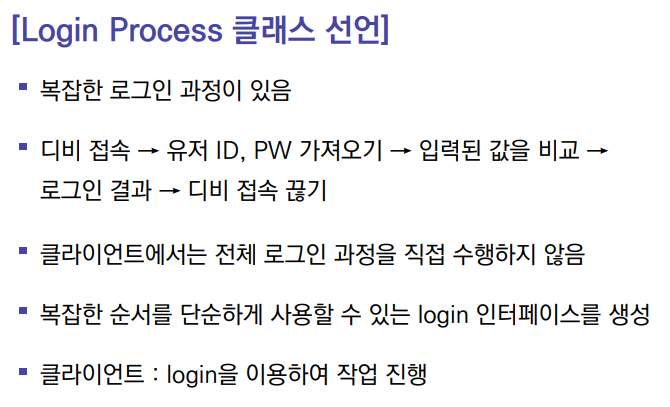 [Login Process 클래스 선언]
복잡한 로그인 과정이 있음
디비 접속 → 유저 ID, PW 가져오기 → 입력된 값을 비교 →
로그인 결과 → 디비 접속 끊기
클라이언트에서는 전체 로그인 과정을 직접 수행하지 않음
복잡한 순서를 단순하게 사용할 수 있는 login 인터페이스를 생성
클라이언트 : login을 이용하여 작업 진행